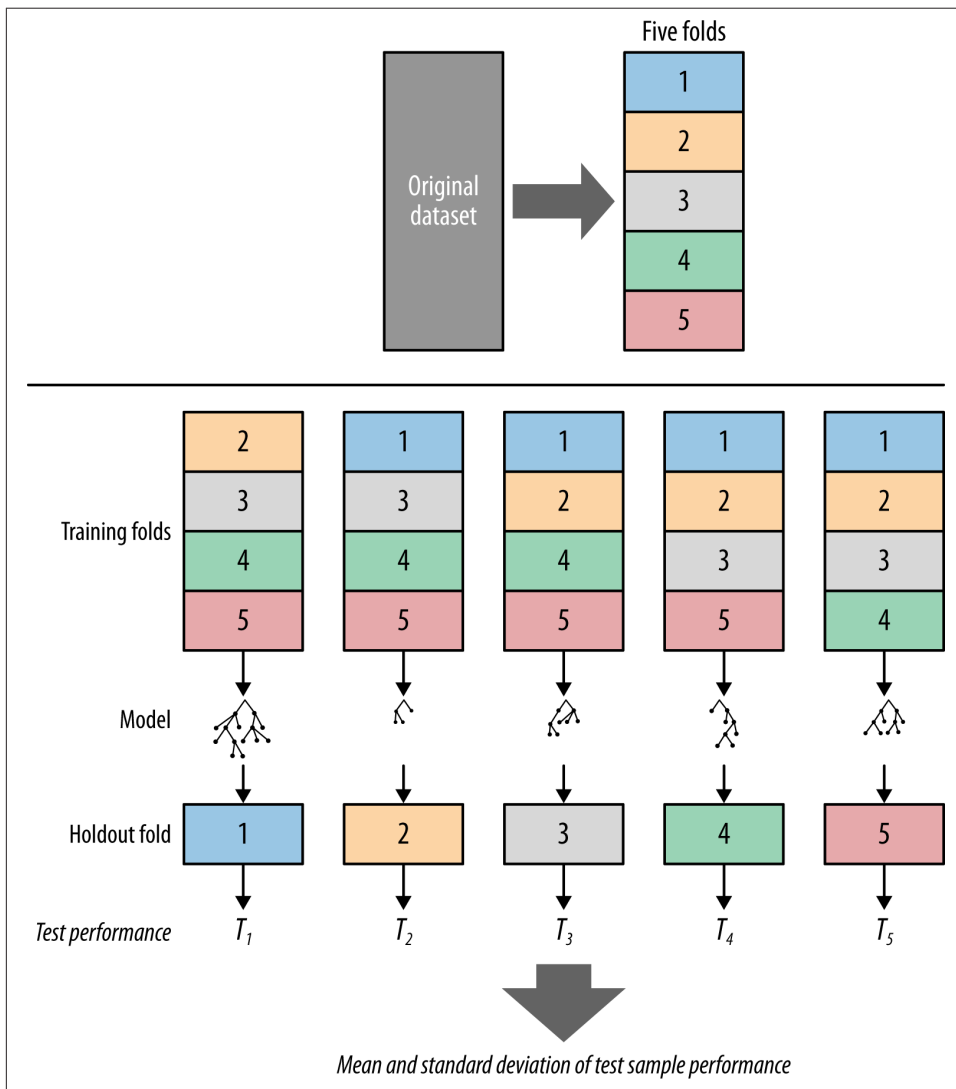 Five folds
1
2
3
4
5
Original
dataset
Training folds
2 1 1 1 1
3 3 2 2 2
4 4 4 3 3
5 5 5 5 4
Model
Holdout fold 1 2 3 4 5
Test performance T1 T2 T3 T4 T5
Mean and standard deviation of test sample performance